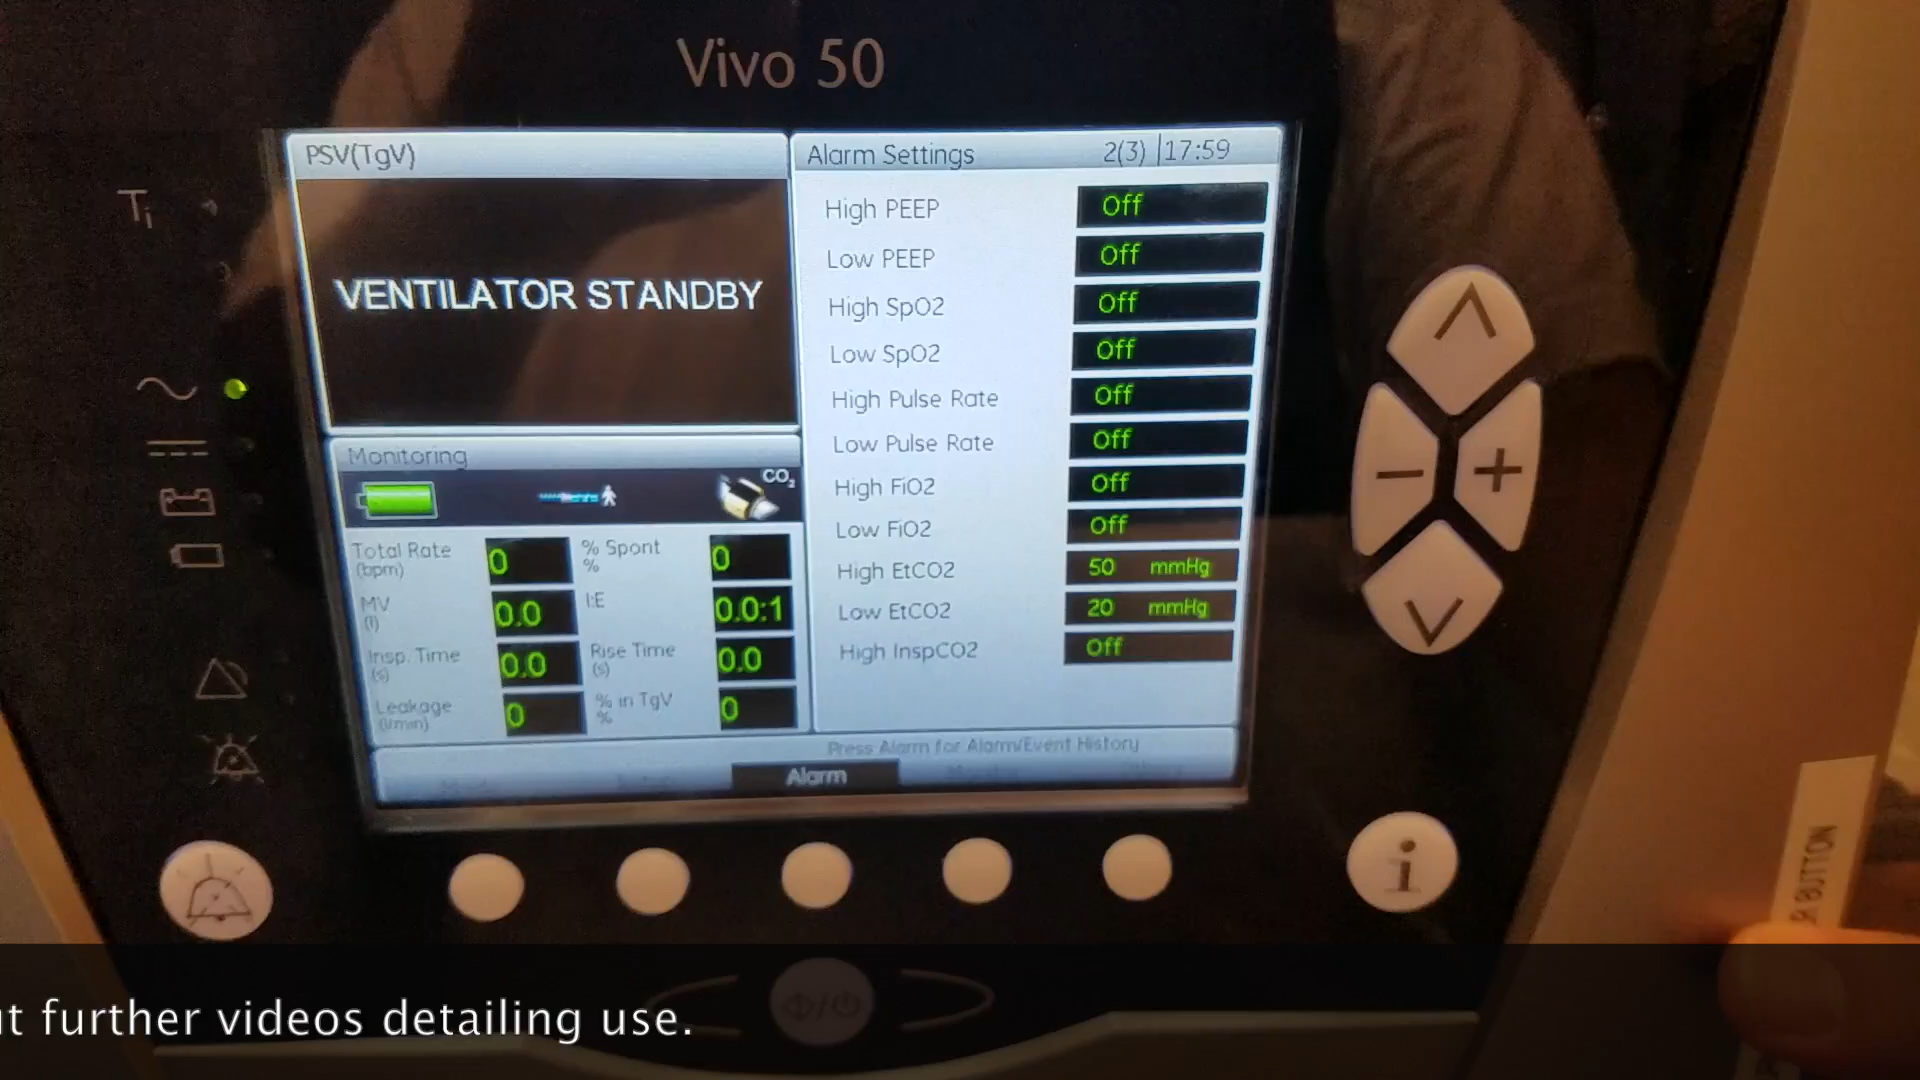 Vivo 50
PSV(TgV)
VENTILATOR STANDBY
Ti
Monitoring
CO2
Total Rate
(bpm)
0
% Spont
%
0
MV
(l)
0.0
I:E
0.0:1
Insp. Time
(s)
0.0
Rise Time
(s)
0.0
Leakage
(l/min)
0
% in TgV
%
0
Alarm Settings 2(3) 17:59
High PEEP Off
Low PEEP Off
High SpO2 Off
Low SpO2 Off
High Pulse Rate Off
Low Pulse Rate Off
High FiO2 Off
Low FiO2 Off
High EtCO2 50 mmHg
Low EtCO2 20 mmHg
High InspCO2 Off
Press Alarm for Alarm/Event History
Alarm
i
BUTTON
further videos detailing use.